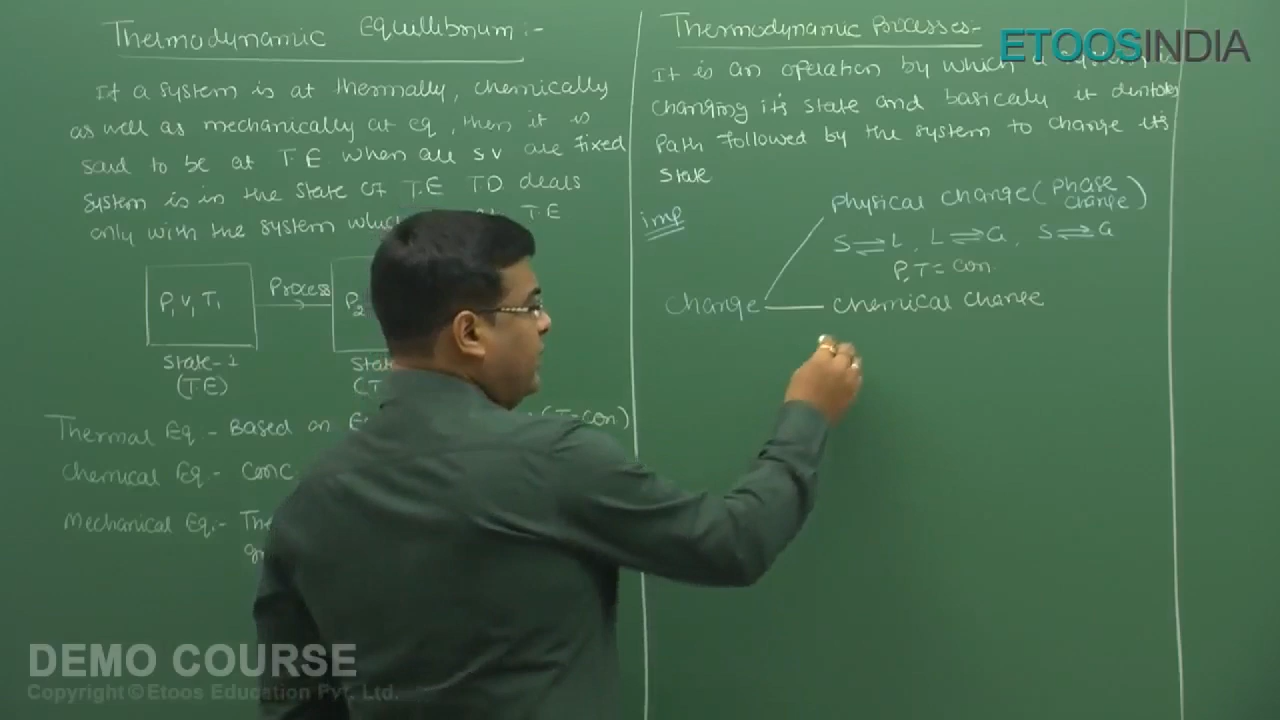 Thermodynamic Equilibrium:-
If a system is at thermally, chemically
as well as mechanically at eq, then it is
said to be at T.E when all S.V are fixed
system is in the state of T.E T.D deals
only with the system which T.E
P1 V1 T1
Process
P2
State-1
(T.E)
State
(T
Thermal Eq.- Based on (T=Con)
Chemical Eq- Conc.
Mechanical Eq:- The
Thermodynamic Processes:-
It is an operation by which a system is
changing its state and basically it denotes
Path followed by the system to change its
state
imp
Physical change (Phase change)
S⇌L, L⇌G, S⇌G
P,T = Con.
Change
Chemical change
ETOOSINDIA
DEMO COURSE
Copyright © Etoos Education Pvt. Ltd.